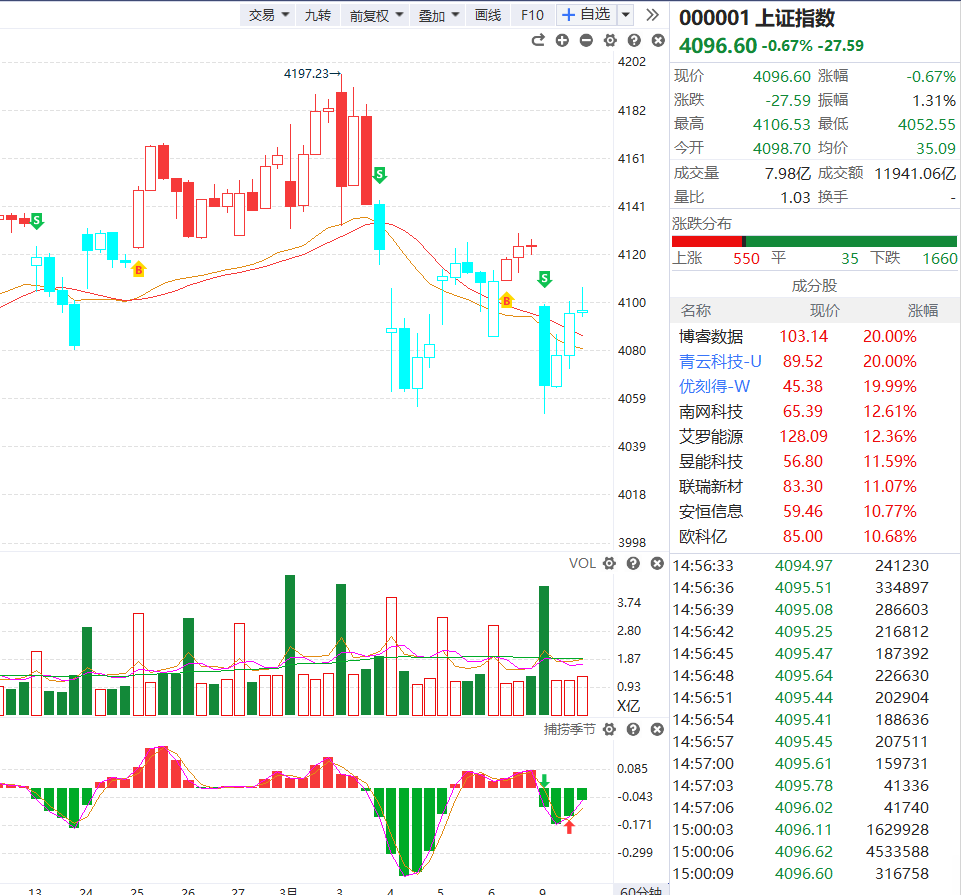 交易 九转 前复权 叠加 画线 F10 + 自选
000001 上证指数
4096.60 -0.67% -27.59
现价 4096.60 涨幅 -0.67%
涨跌 -27.59 振幅 1.31%
最高 4106.53 最低 4052.55
今开 4098.70 均价 35.09
成交量 7.98亿 成交额 11941.06亿
量比 1.03 换手 -
涨跌分布
上涨 550 平 35 下跌 1660
成分股
名称 现价 涨幅
博睿数据 103.14 20.00%
青云科技-U 89.52 20.00%
优刻得-W 45.38 19.99%
南网科技 65.39 12.61%
艾罗能源 128.09 12.36%
昱能科技 56.80 11.59%
联瑞新材 83.30 11.07%
安恒信息 59.46 10.77%
欧科亿 85.00 10.68%
14:56:33 4094.97 241230
14:56:36 4095.51 334897
14:56:39 4095.08 286603
14:56:42 4095.25 216812
14:56:45 4095.47 187392
14:56:48 4095.64 226630
14:56:51 4095.44 202904
14:56:54 4095.41 188636
14:56:57 4095.45 207511
14:57:00 4095.61 159731
14:57:03 4095.78 41336
14:57:06 4096.02 41740
15:00:03 4096.11 1629928
15:00:06 4096.62 4533588
15:00:09 4096.60 316758
4202
4197.23→
4182
4161
S
4141
S
4120
B
S
4100
B
4080
4059
4039
4018
3998
VOL
3.74
2.80
1.87
0.93
X亿
捕捞季节
0.085
-0.043
-0.171
-0.299
13 24 25 26 27 3月 3 4 5 6 9 60分钟